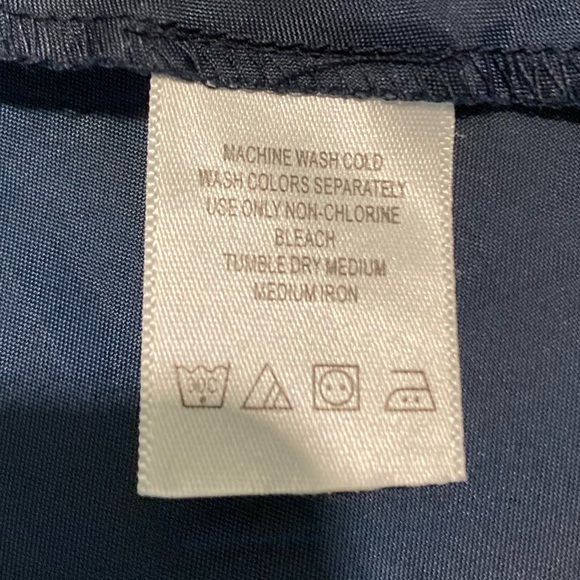 MACHINE WASH COLD
WASH COLORS SEPARATELY
USE ONLY NON-CHLORINE
BLEACH
TUMBLE DRY MEDIUM
MEDIUM IRON
30C